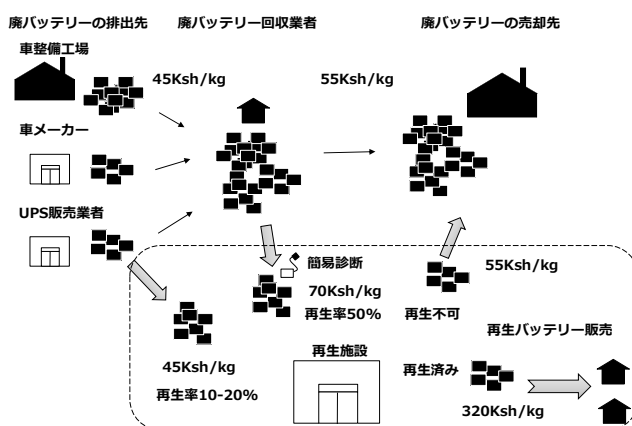 廃バッテリーの排出先
廃バッテリー回収業者
廃バッテリーの売却先
車整備工場
45Ksh/kg
55Ksh/kg
車メーカー
UPS販売業者
簡易診断
70Ksh/kg
再生率50%
再生不可
55Ksh/kg
45Ksh/kg
再生率10-20%
再生施設
再生済み
再生バッテリー販売
320Ksh/kg